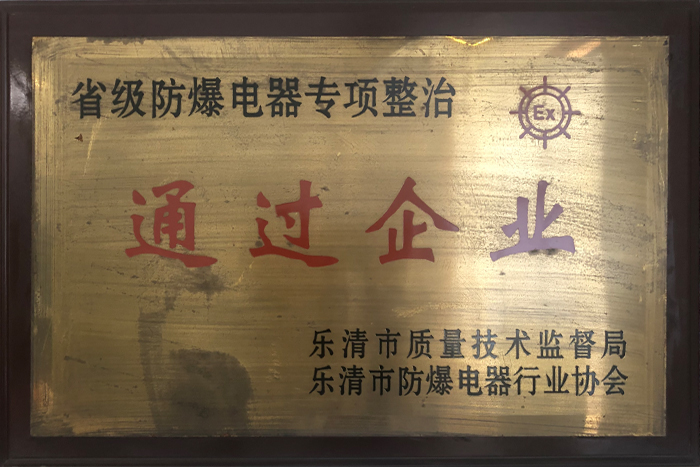 省级防爆电器专项整治
Ex
通过企业
乐清市质量技术监督局
乐清市防爆电器行业协会